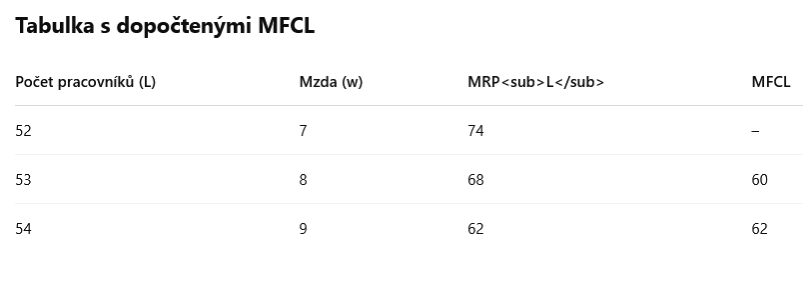 Tabulka s dopočtenými MFCL
Počet pracovníků (L) Mzda (w) MRP<sub>L</sub> MFCL
52 7 74 –
53 8 68 60
54 9 62 62